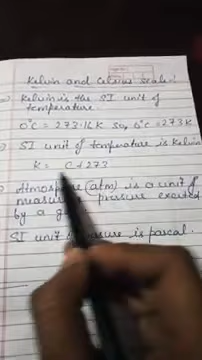 Kelvin and Celsius scales:
Kelvin is the SI unit of
temperature.
0°C = 273.16K so, 0°C = 273K
SI unit of temperature is Kelvin
K = C + 273
Atmosphere (atm) is a unit of
pressure exerted
by a
SI unit pressure is pascal.